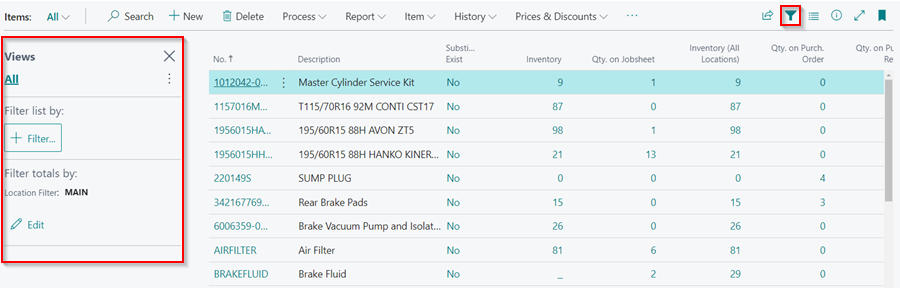 Items: All Search New Delete Process Report Item History Prices & Discounts ...
Views
All
Filter list by:
Filter...
Filter totals by:
Location Filter: MAIN
Edit
No. ↑ Description Substi... Exist Inventory Qty. on Jobsheet Inventory (All Locations) Qty. on Purch. Order Qty. on Pu Re
1012042-0... Master Cylinder Service Kit No 9 1 9 0
1157016M... T115/70R16 92M CONTI CST17 No 87 0 87 0
1956015HA... 195/60R15 88H AVON ZT5 No 98 1 98 0
1956015HH... 195/60R15 88H HANKO KINER... No 21 13 21 0
220149S SUMP PLUG No 0 0 0 4
342167769... Rear Brake Pads No 15 0 15 3
6006359-0... Brake Vacuum Pump and Isolat... No 26 0 26 0
AIRFILTER Air Filter No 81 6 81 0
BRAKEFLUID Brake Fluid No _ 2 29 0